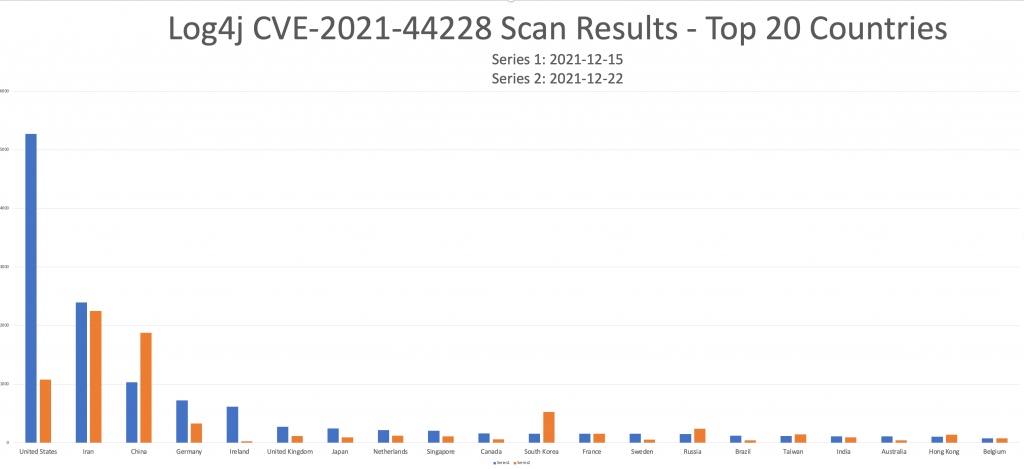 Log4j CVE-2021-44228 Scan Results - Top 20 Countries
Series 1: 2021-12-15
Series 2: 2021-12-22
6000
5000
4000
3000
2000
1000
0
United States Iran China Germany Ireland United Kingdom Japan Netherlands Singapore Canada South Korea France Sweden Russia Brazil Taiwan India Australia Hong Kong Belgium
Series1 Series2